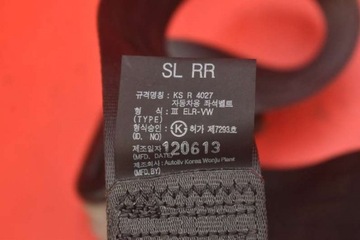 SL RR
규격명칭 : KS R 4027
자동차용 좌석벨트
형 식 : Ⅲ ELR-VW
(TYPE)
형식승인 : Ⓚ 허가 제7293호
(ID. NO)
제조일자 120613
(MFD. DATE)
제조자명 : Autoliv Korea Wonju Plant
(MFD.BY)